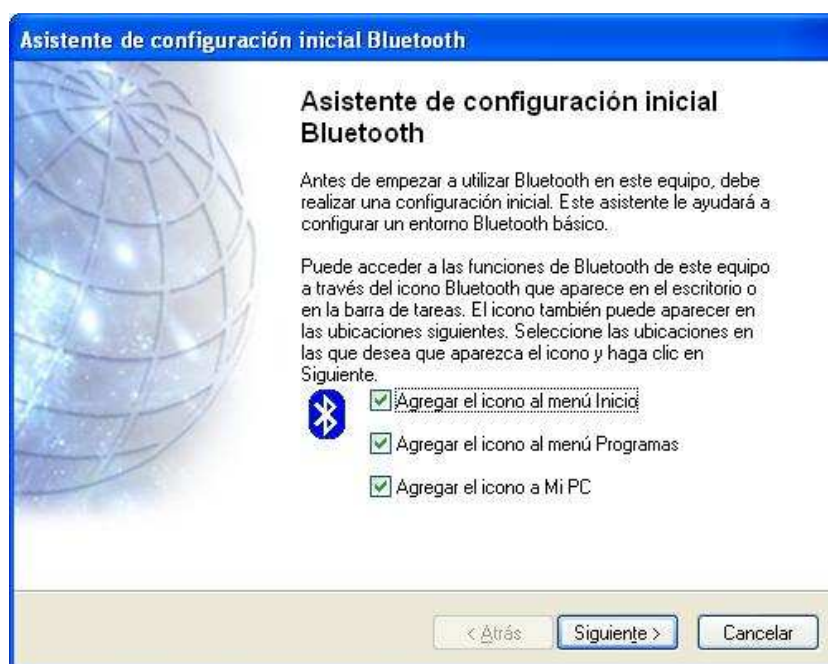 Asistente de configuración inicial Bluetooth
Asistente de configuración inicial
Bluetooth
Antes de empezar a utilizar Bluetooth en este equipo, debe
realizar una configuración inicial. Este asistente le ayudará a
configurar un entorno Bluetooth básico.
Puede acceder a las funciones de Bluetooth de este equipo
a través del icono Bluetooth que aparece en el escritorio o
en la barra de tareas. El icono también puede aparecer en
las ubicaciones siguientes. Seleccione las ubicaciones en
las que desea que aparezca el icono y haga clic en
Siguiente.
Agregar el icono al menú Inicio
Agregar el icono al menú Programas
Agregar el icono a Mi PC
< Atrás
Siguiente >
Cancelar